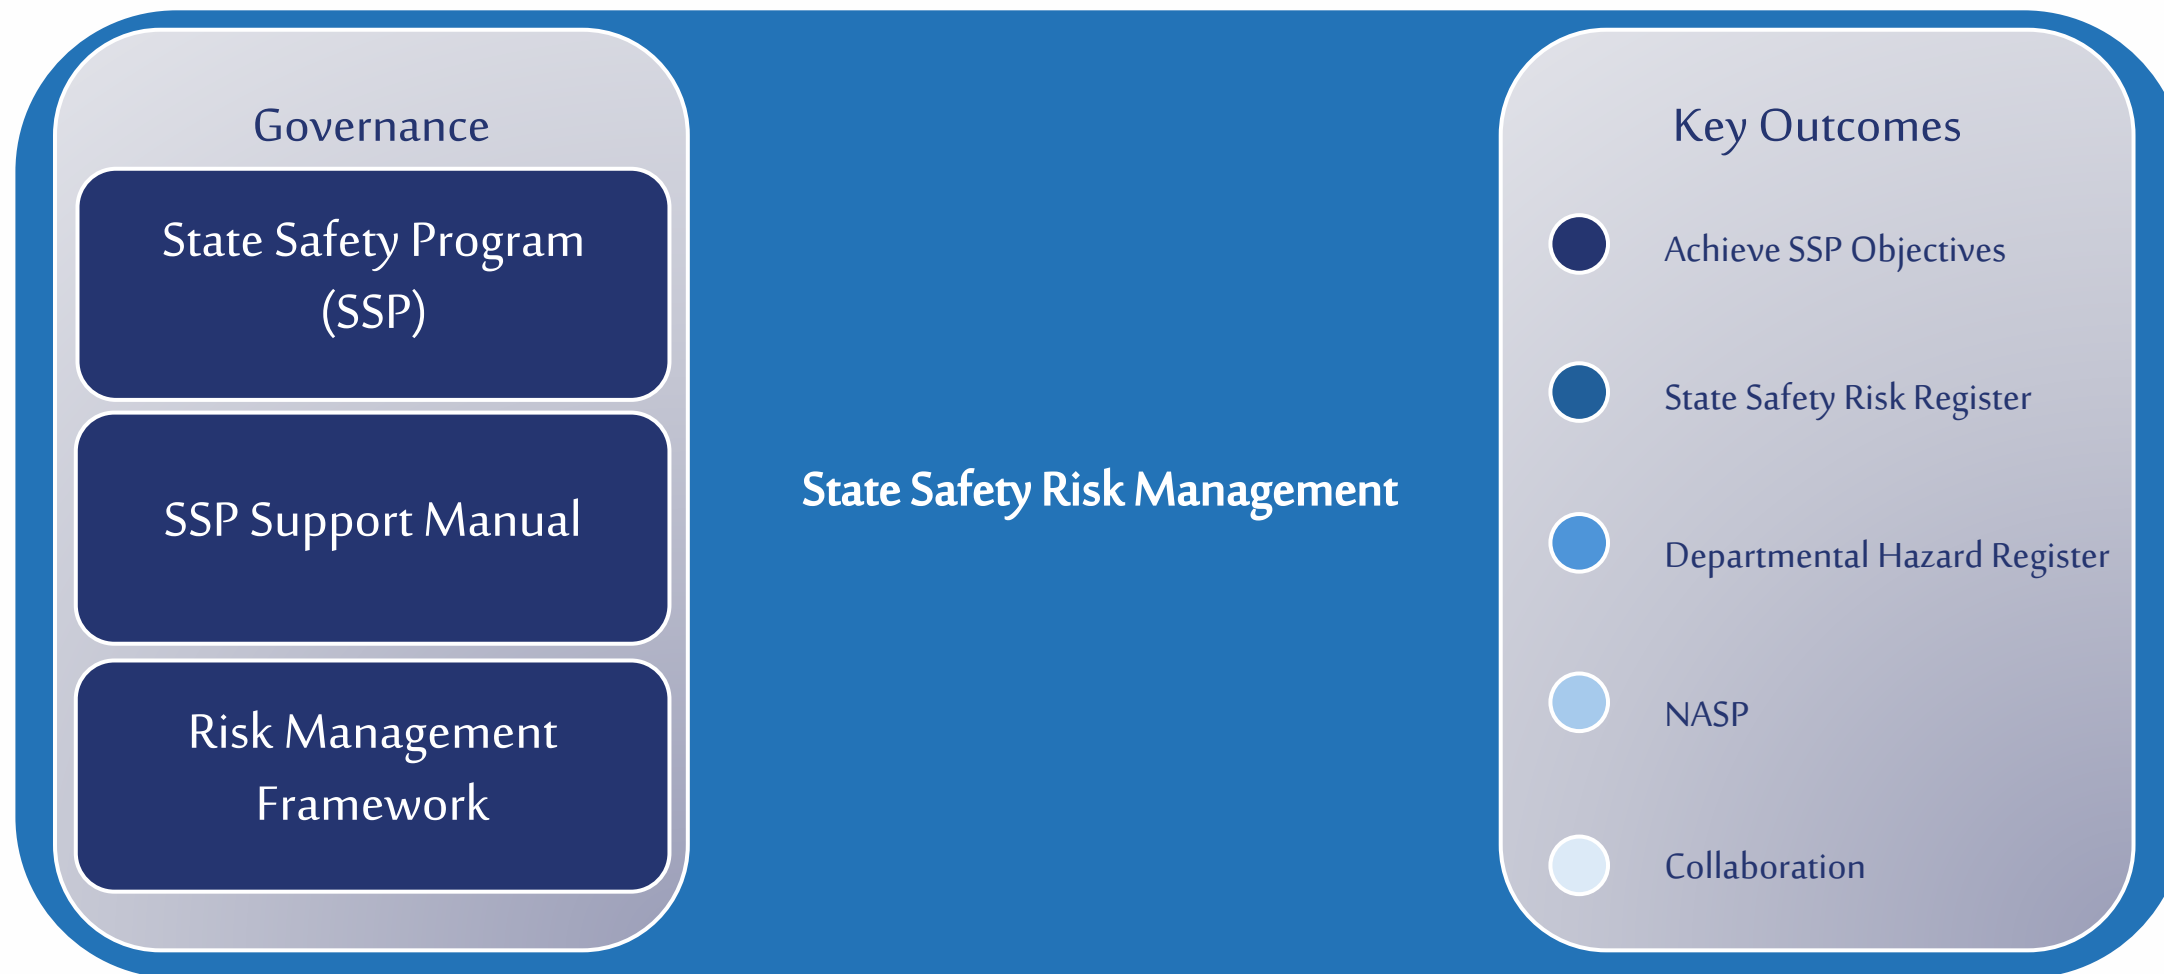 Governance
State Safety Program
(SSP)
SSP Support Manual
Risk Management
Framework
State Safety Risk Management
Key Outcomes
Achieve SSP Objectives
State Safety Risk Register
Departmental Hazard Register
NASP
Collaboration